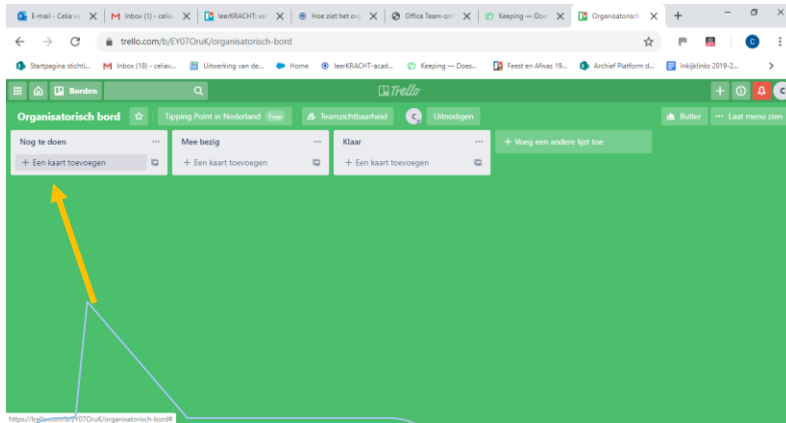 E-mail - Celia va
Inbox (1) - celia
leerKRACHT: ver
Hoe ziet het org
Office Team-on
Keeping — Doe
Organisatorisch
trello.com/b/EY07OruK/organisatorisch-bord
Startpagina stichti...
Inbox (18) - celiav...
Uitwerking van de...
Home
leerKRACHT-acad...
Keeping — Does...
Feest en Afwas 19...
Archief Platform d...
Inkijklinks 2019-2...
Borden
Trello
Organisatorisch bord
Tipping Point in Nederland Free
Teamzichtbaarheid
C
Uitnodigen
Butler
Laat menu zien
Nog te doen
Mee bezig
Klaar
+ Voeg een andere lijst toe
+ Een kaart toevoegen
+ Een kaart toevoegen
+ Een kaart toevoegen
https://trello.com/b/EY07OruK/organisatorisch-bord#